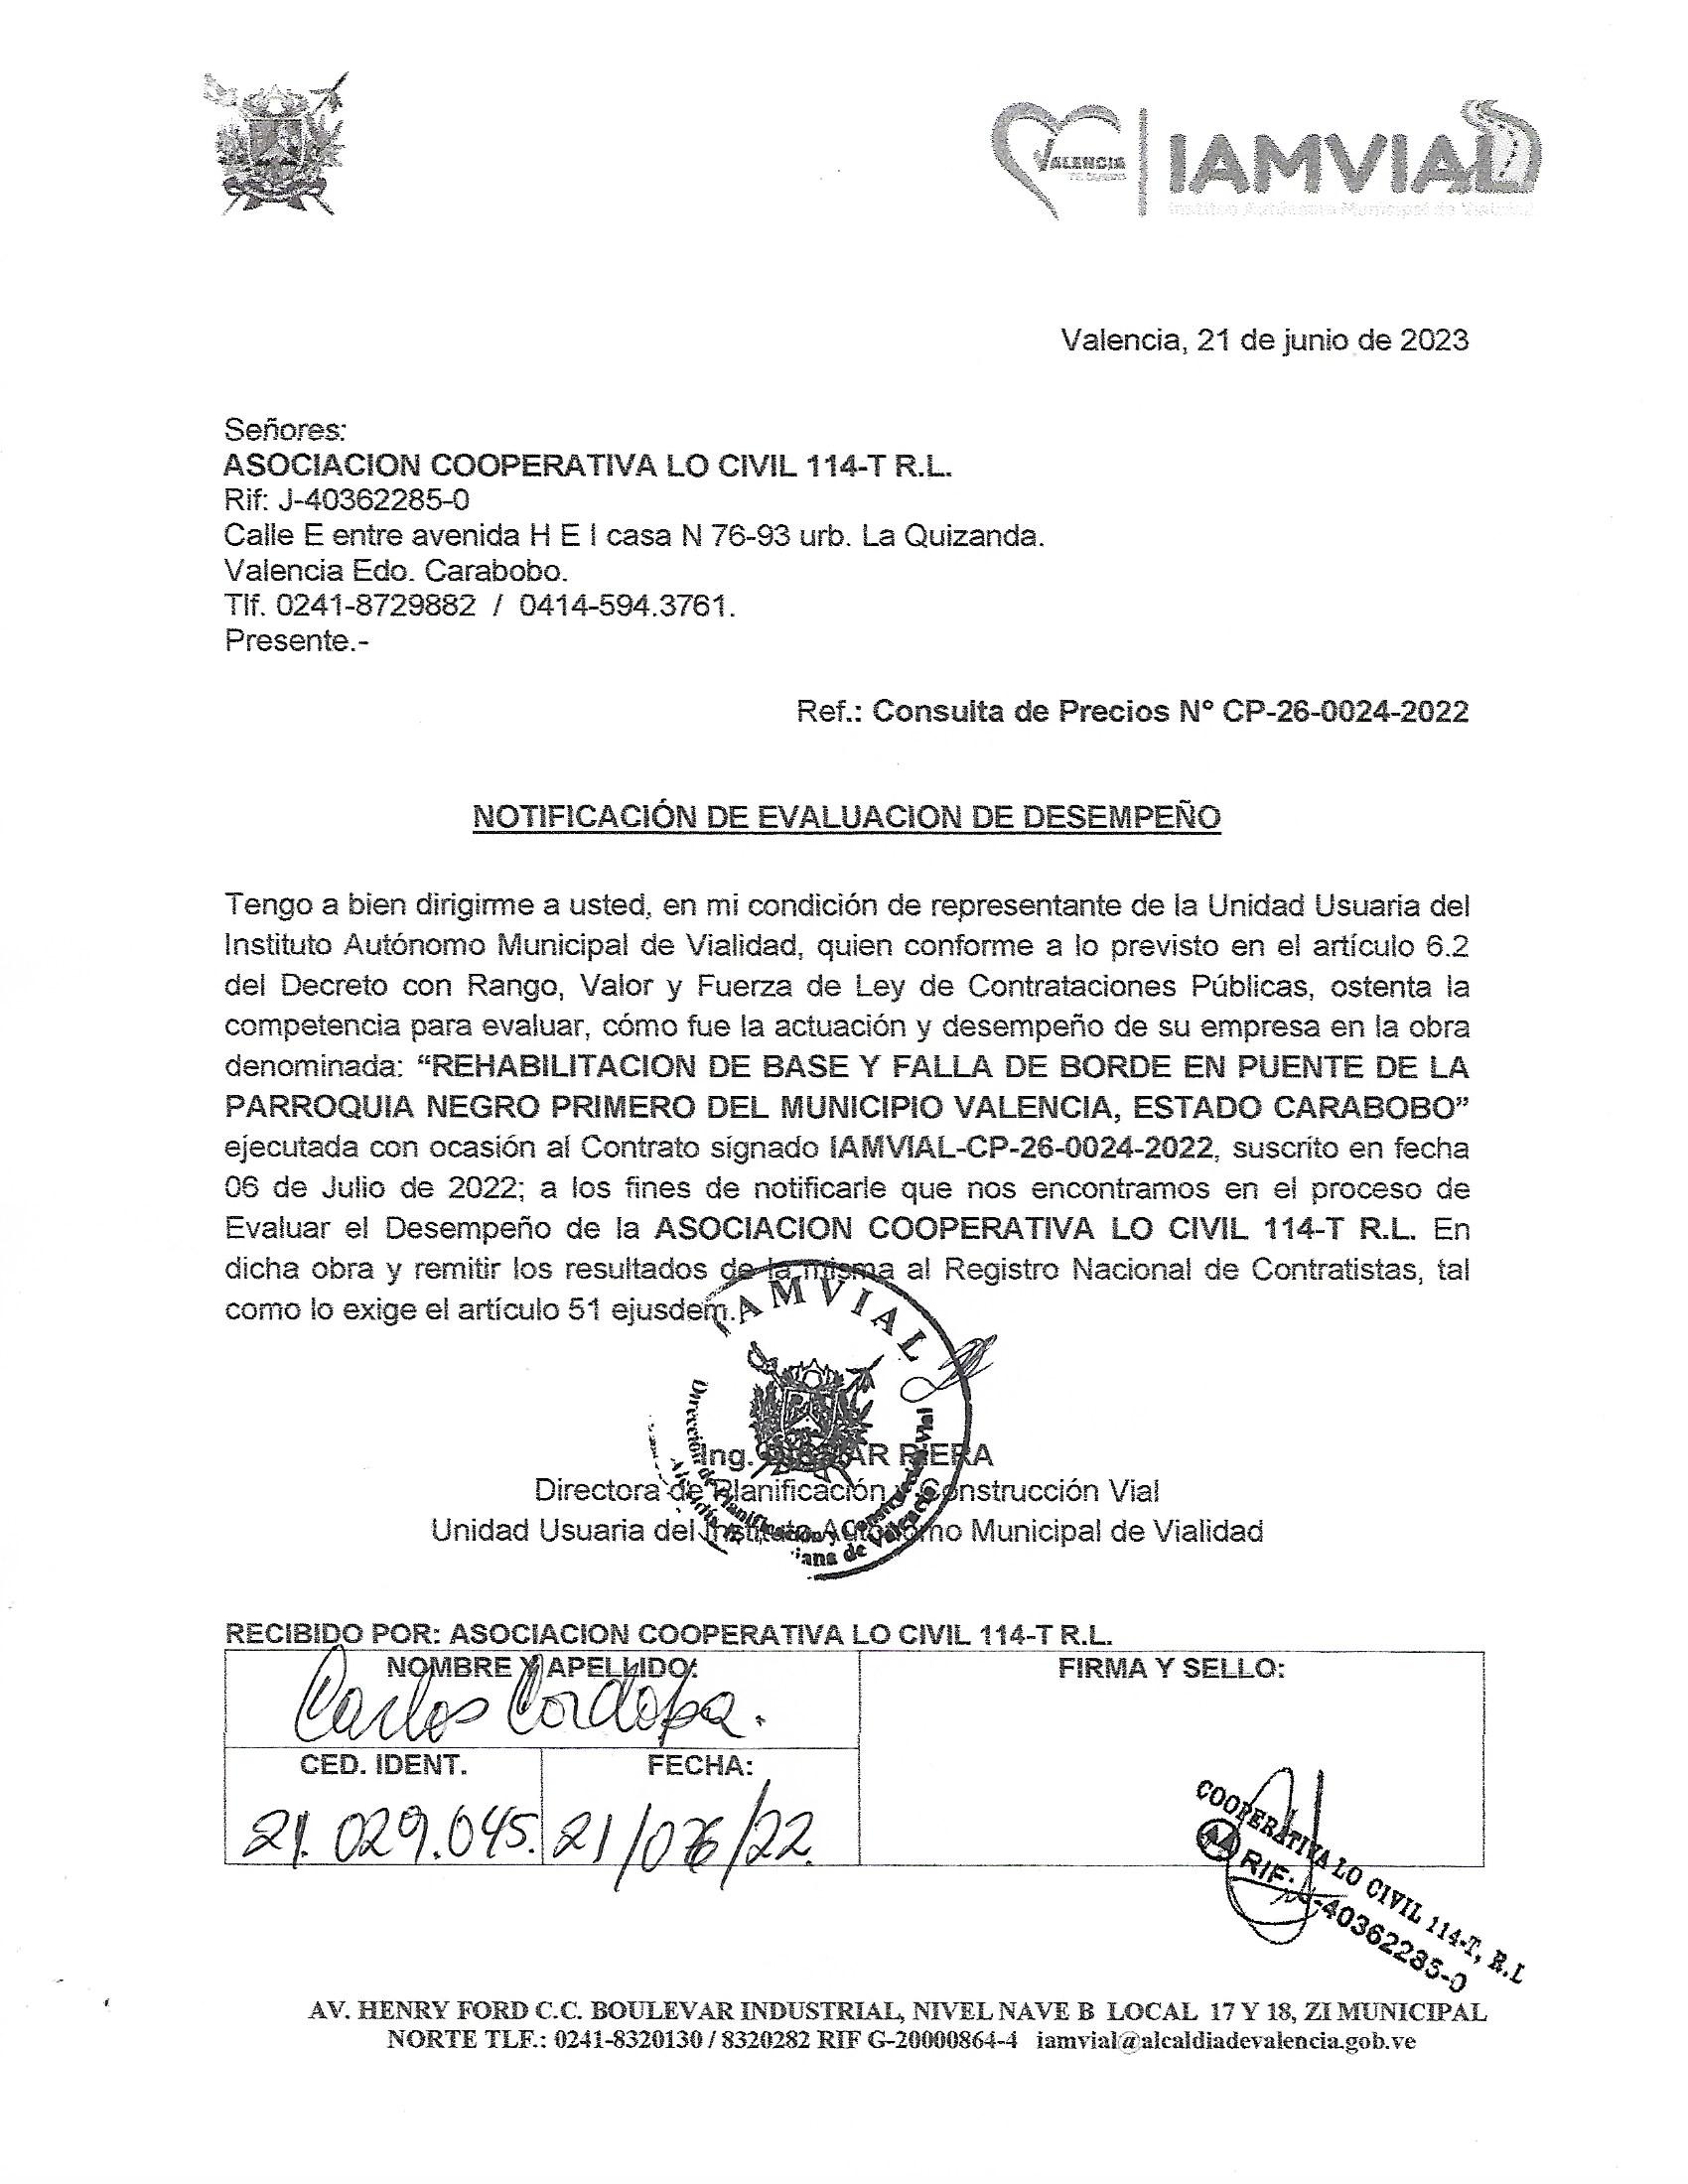 VALENCIA
TE QUIERO
IAMVIAL
Instituto Autónomo Municipal de Vialidad
Valencia, 21 de junio de 2023
Señores:
ASOCIACION COOPERATIVA LO CIVIL 114-T R.L.
Rif: J-40362285-0
Calle E entre avenida H E I casa N 76-93 urb. La Quizanda.
Valencia Edo. Carabobo.
Tlf. 0241-8729882 / 0414-594.3761.
Presente.-
Ref.: Consulta de Precios N° CP-26-0024-2022
NOTIFICACIÓN DE EVALUACION DE DESEMPEÑO
Tengo a bien dirigirme a usted, en mi condición de representante de la Unidad Usuaria del
Instituto Autónomo Municipal de Vialidad, quien conforme a lo previsto en el artículo 6.2
del Decreto con Rango, Valor y Fuerza de Ley de Contrataciones Públicas, ostenta la
competencia para evaluar, cómo fue la actuación y desempeño de su empresa en la obra
denominada: “REHABILITACION DE BASE Y FALLA DE BORDE EN PUENTE DE LA
PARROQUIA NEGRO PRIMERO DEL MUNICIPIO VALENCIA, ESTADO CARABOBO”
ejecutada con ocasión al Contrato signado IAMVIAL-CP-26-0024-2022, suscrito en fecha
06 de Julio de 2022; a los fines de notificarle que nos encontramos en el proceso de
Evaluar el Desempeño de la ASOCIACION COOPERATIVA LO CIVIL 114-T R.L. En
dicha obra y remitir los resultados de la misma al Registro Nacional de Contratistas, tal
como lo exige el artículo 51 ejusdem.
IAMVIAL
Dirección de Planificación y Construcción Vial
de Valencia
Ing. RIERA
Directora de Planificación y Construcción Vial
Unidad Usuaria del Instituto Autónomo Municipal de Vialidad
RECIBIDO POR: ASOCIACION COOPERATIVA LO CIVIL 114-T R.L.
NOMBRE Y APELLIDO:
Carlos Cordoba.
FIRMA Y SELLO:
CED. IDENT.
21.029.045.
FECHA:
21/06/22.
COOPERATIVA LO CIVIL 114-T, R.L
RIF: J-40362285-0
AV. HENRY FORD C.C. BOULEVAR INDUSTRIAL, NIVEL NAVE B LOCAL 17 Y 18, ZI MUNICIPAL
NORTE TLF.: 0241-8320130 / 8320282 RIF G-20000864-4 iamvial@alcaldiadevalencia.gob.ve